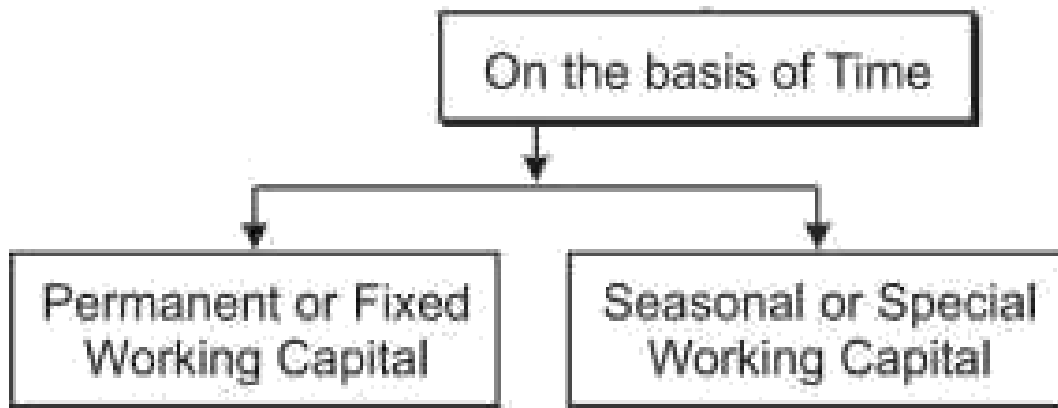 On the basis of Time
Permanent or Fixed
Working Capital
Seasonal or Special
Working Capital